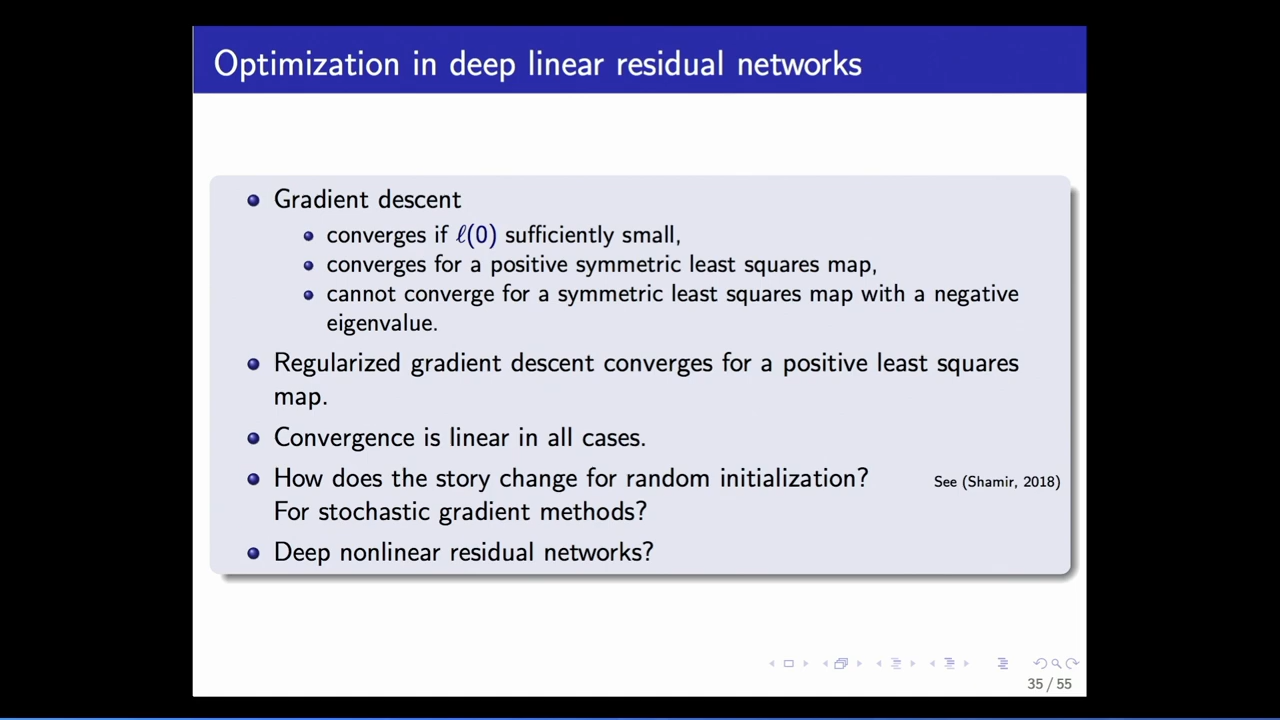 Optimization in deep linear residual networks
Gradient descent
converges if ℓ(0) sufficiently small,
converges for a positive symmetric least squares map,
cannot converge for a symmetric least squares map with a negative
eigenvalue.
Regularized gradient descent converges for a positive least squares
map.
Convergence is linear in all cases.
How does the story change for random initialization? See (Shamir, 2018)
For stochastic gradient methods?
Deep nonlinear residual networks?
35 / 55